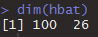 > dim(hbat)
[1] 100  26